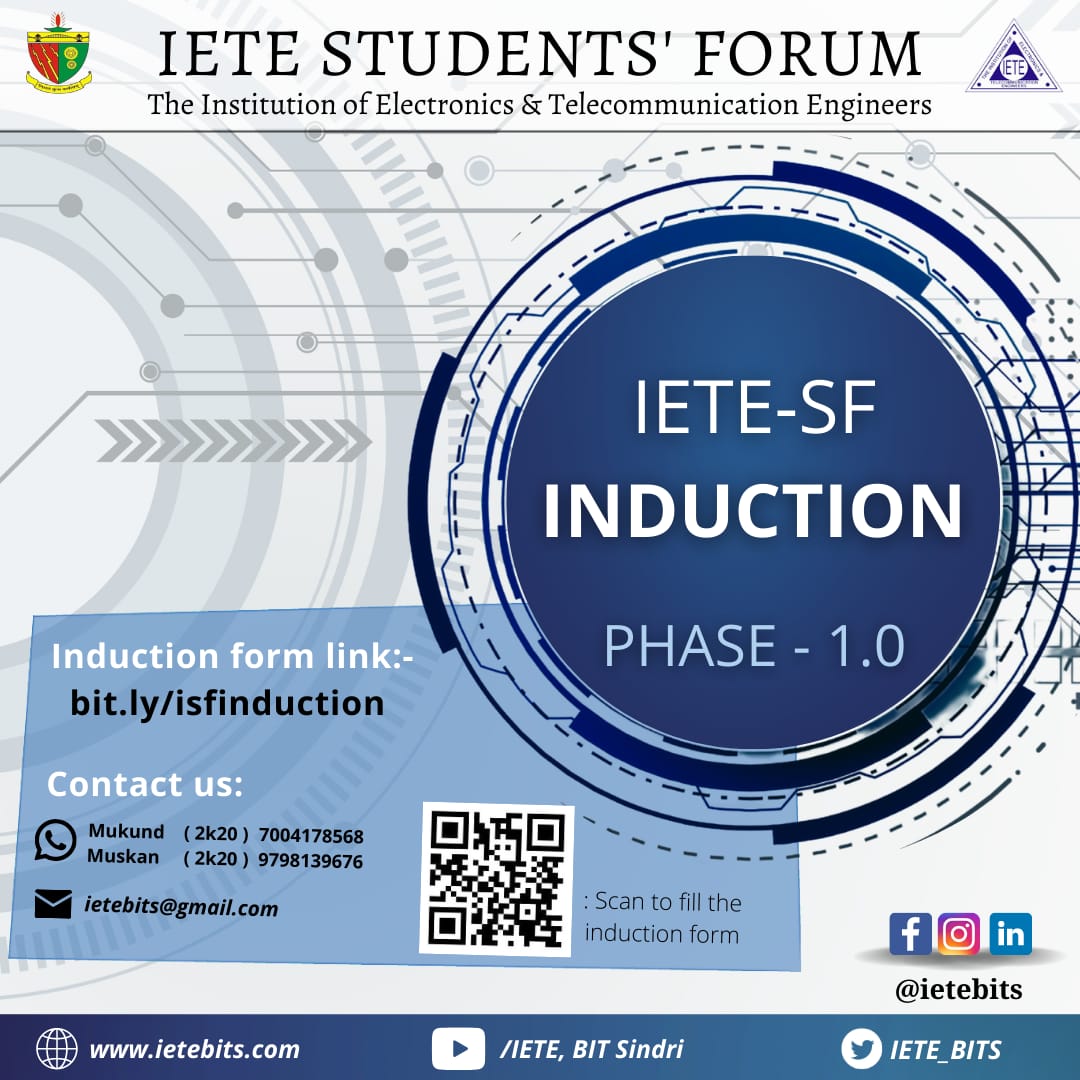 IETE STUDENTS' FORUM
The Institution of Electronics & Telecommunication Engineers
IETE
IETE-SF
INDUCTION
PHASE - 1.0
Induction form link:-
bit.ly/isfinduction
Contact us:
Mukund ( 2k20 ) 7004178568
Muskan ( 2k20 ) 9798139676
ietebits@gmail.com
: Scan to fill the
induction form
@ietebits
www.ietebits.com
/IETE, BIT Sindri
IETE_BITS